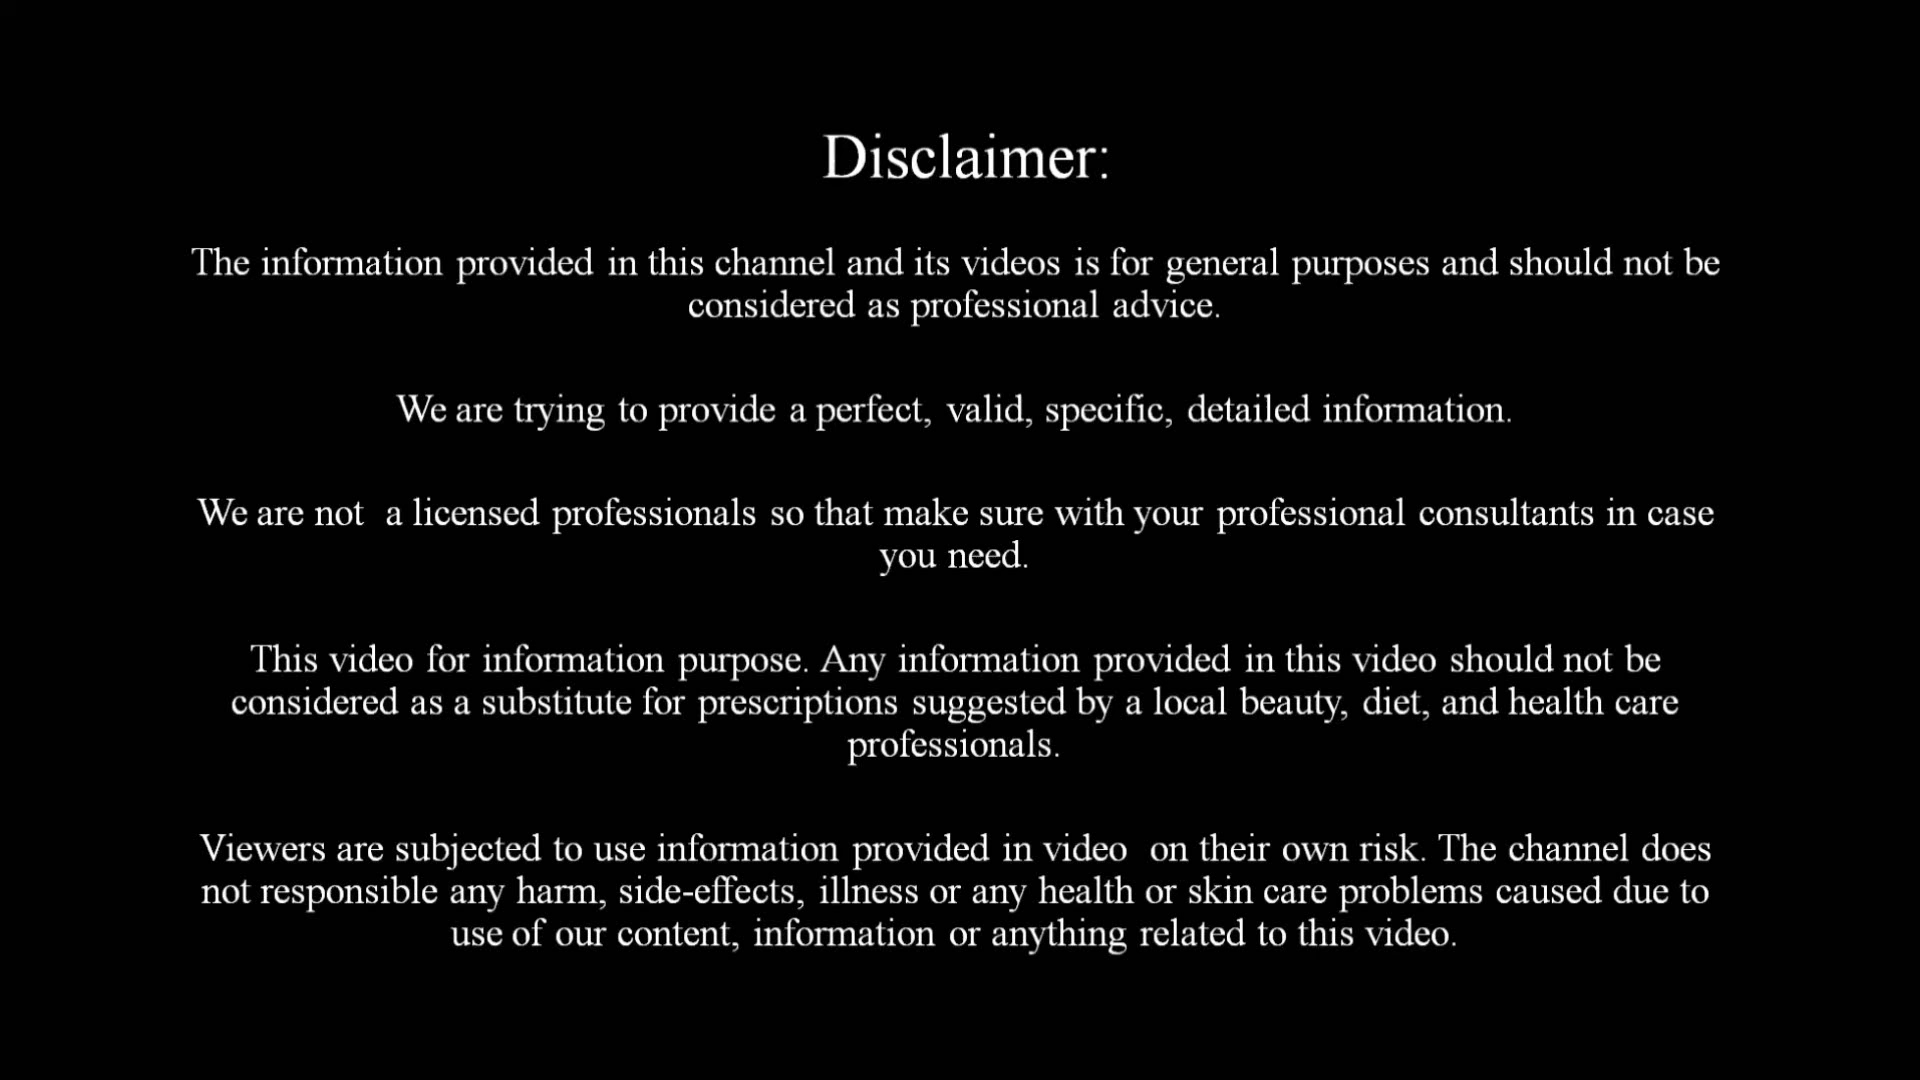 Disclaimer:
The information provided in this channel and its videos is for general purposes and should not be
considered as professional advice.
We are trying to provide a perfect, valid, specific, detailed information.
We are not  a licensed professionals so that make sure with your professional consultants in case
you need.
This video for information purpose. Any information provided in this video should not be
considered as a substitute for prescriptions suggested by a local beauty, diet, and health care
professionals.
Viewers are subjected to use information provided in video  on their own risk. The channel does
not responsible any harm, side-effects, illness or any health or skin care problems caused due to
use of our content, information or anything related to this video.